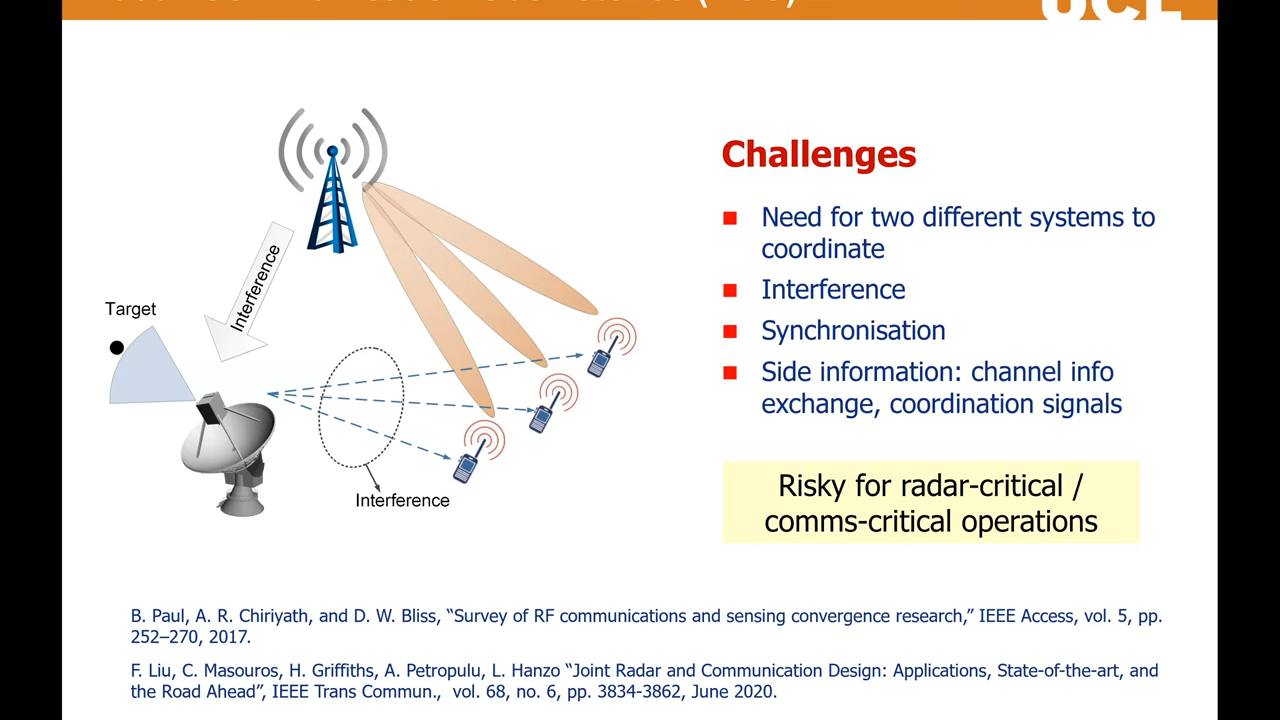 UCL
Challenges
Need for two different systems to
coordinate
Interference
Synchronisation
Side information: channel info
exchange, coordination signals
Risky for radar-critical /
comms-critical operations
Interference
Target
Interference
B. Paul, A. R. Chiriyath, and D. W. Bliss, “Survey of RF communications and sensing convergence research,” IEEE Access, vol. 5, pp.
252–270, 2017.
F. Liu, C. Masouros, H. Griffiths, A. Petropulu, L. Hanzo “Joint Radar and Communication Design: Applications, State-of-the-art, and
the Road Ahead”, IEEE Trans Commun., vol. 68, no. 6, pp. 3834-3862, June 2020.